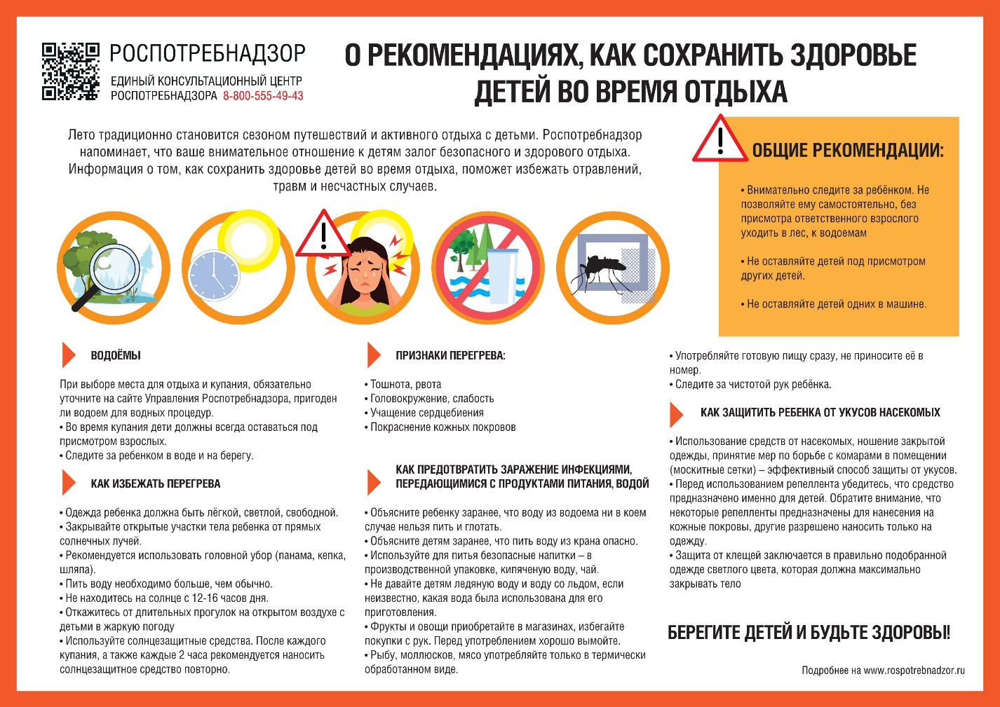 РОСПОТРЕБНАДЗОР
ЕДИНЫЙ КОНСУЛЬТАЦИОННЫЙ ЦЕНТР
РОСПОТРЕБНАДЗОРА 8-800-555-49-43
О РЕКОМЕНДАЦИЯХ, КАК СОХРАНИТЬ ЗДОРОВЬЕ
ДЕТЕЙ ВО ВРЕМЯ ОТДЫХА
Лето традиционно становится сезоном путешествий и активного отдыха с детьми. Роспотребнадзор
напоминает, что ваше внимательное отношение к детям залог безопасного и здорового отдыха.
Информация о том, как сохранить здоровье детей во время отдыха, поможет избежать отравлений,
травм и несчастных случаев.
!
ОБЩИЕ РЕКОМЕНДАЦИИ:
• Внимательно следите за ребёнком. Не
позволяйте ему самостоятельно, без
присмотра ответственного взрослого
уходить в лес, к водоемам
• Не оставляйте детей под присмотром
других детей.
• Не оставляйте детей одних в машине.
!
ВОДОЁМЫ
При выборе места для отдыха и купания, обязательно
уточните на сайте Управления Роспотребнадзора, пригоден
ли водоем для водных процедур.
• Во время купания дети должны всегда оставаться под
присмотром взрослых.
• Следите за ребенком в воде и на берегу.
КАК ИЗБЕЖАТЬ ПЕРЕГРЕВА
• Одежда ребенка должна быть лёгкой, светлой, свободной.
• Закрывайте открытые участки тела ребенка от прямых
солнечных лучей.
• Рекомендуется использовать головной убор (панама, кепка,
шляпа).
• Пить воду необходимо больше, чем обычно.
• Не находитесь на солнце с 12-16 часов дня.
• Откажитесь от длительных прогулок на открытом воздухе с
детьми в жаркую погоду
• Используйте солнцезащитные средства. После каждого
купания, а также каждые 2 часа рекомендуется наносить
солнцезащитное средство повторно.
ПРИЗНАКИ ПЕРЕГРЕВА:
• Тошнота, рвота
• Головокружение, слабость
• Учащение сердцебиения
• Покраснение кожных покровов
КАК ПРЕДОТВРАТИТЬ ЗАРАЖЕНИЕ ИНФЕКЦИЯМИ,
ПЕРЕДАЮЩИМИСЯ С ПРОДУКТАМИ ПИТАНИЯ, ВОДОЙ
• Объясните ребенку заранее, что воду из водоема ни в коем
случае нельзя пить и глотать.
• Объясните детям заранее, что пить воду из крана опасно.
• Используйте для питья безопасные напитки – в
производственной упаковке, кипяченую воду, чай.
• Не давайте детям ледяную воду и воду со льдом, если
неизвестно, какая вода была использована для его
приготовления.
• Фрукты и овощи приобретайте в магазинах, избегайте
покупки с рук. Перед употреблением хорошо вымойте.
• Рыбу, моллюсков, мясо употребляйте только в термически
обработанном виде.
• Употребляйте готовую пищу сразу, не приносите её в
номер.
• Следите за чистотой рук ребёнка.
КАК ЗАЩИТИТЬ РЕБЕНКА ОТ УКУСОВ НАСЕКОМЫХ
• Использование средств от насекомых, ношение закрытой
одежды, принятие мер по борьбе с комарами в помещении
(москитные сетки) – эффективный способ защиты от укусов.
• Перед использованием репеллента убедитесь, что средство
предназначено именно для детей. Обратите внимание, что
некоторые репелленты предназначены для нанесения на
кожные покровы, другие разрешено наносить только на
одежду.
• Защита от клещей заключается в правильно подобранной
одежде светлого цвета, которая должна максимально
закрывать тело
БЕРЕГИТЕ ДЕТЕЙ И БУДЬТЕ ЗДОРОВЫ!
Подробнее на www.rospotrebnadzor.ru